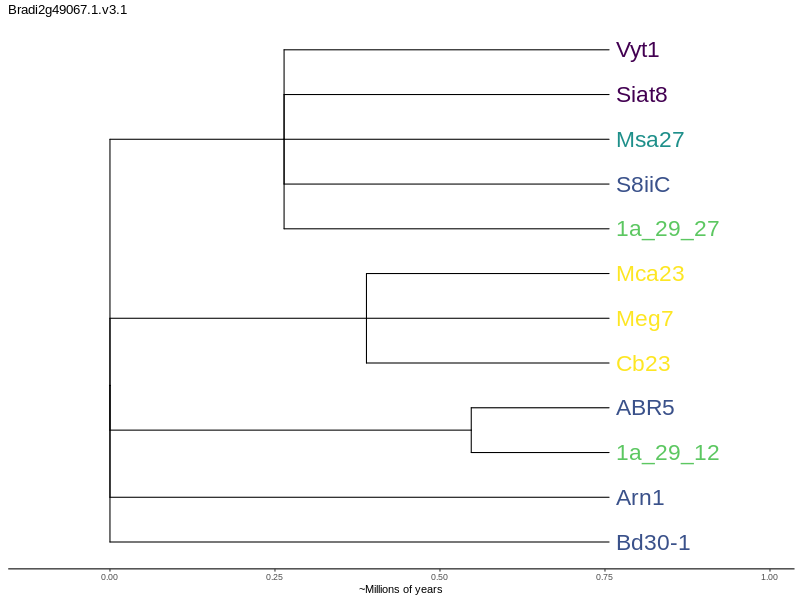 Bradi2g49067.1.v3.1
Vyt1
Siat8
Msa27
S8iiC
1a_29_27
Mca23
Meg7
Cb23
ABR5
1a_29_12
Arn1
Bd30-1
0.00 0.25 0.50 0.75 1.00
~Millions of years